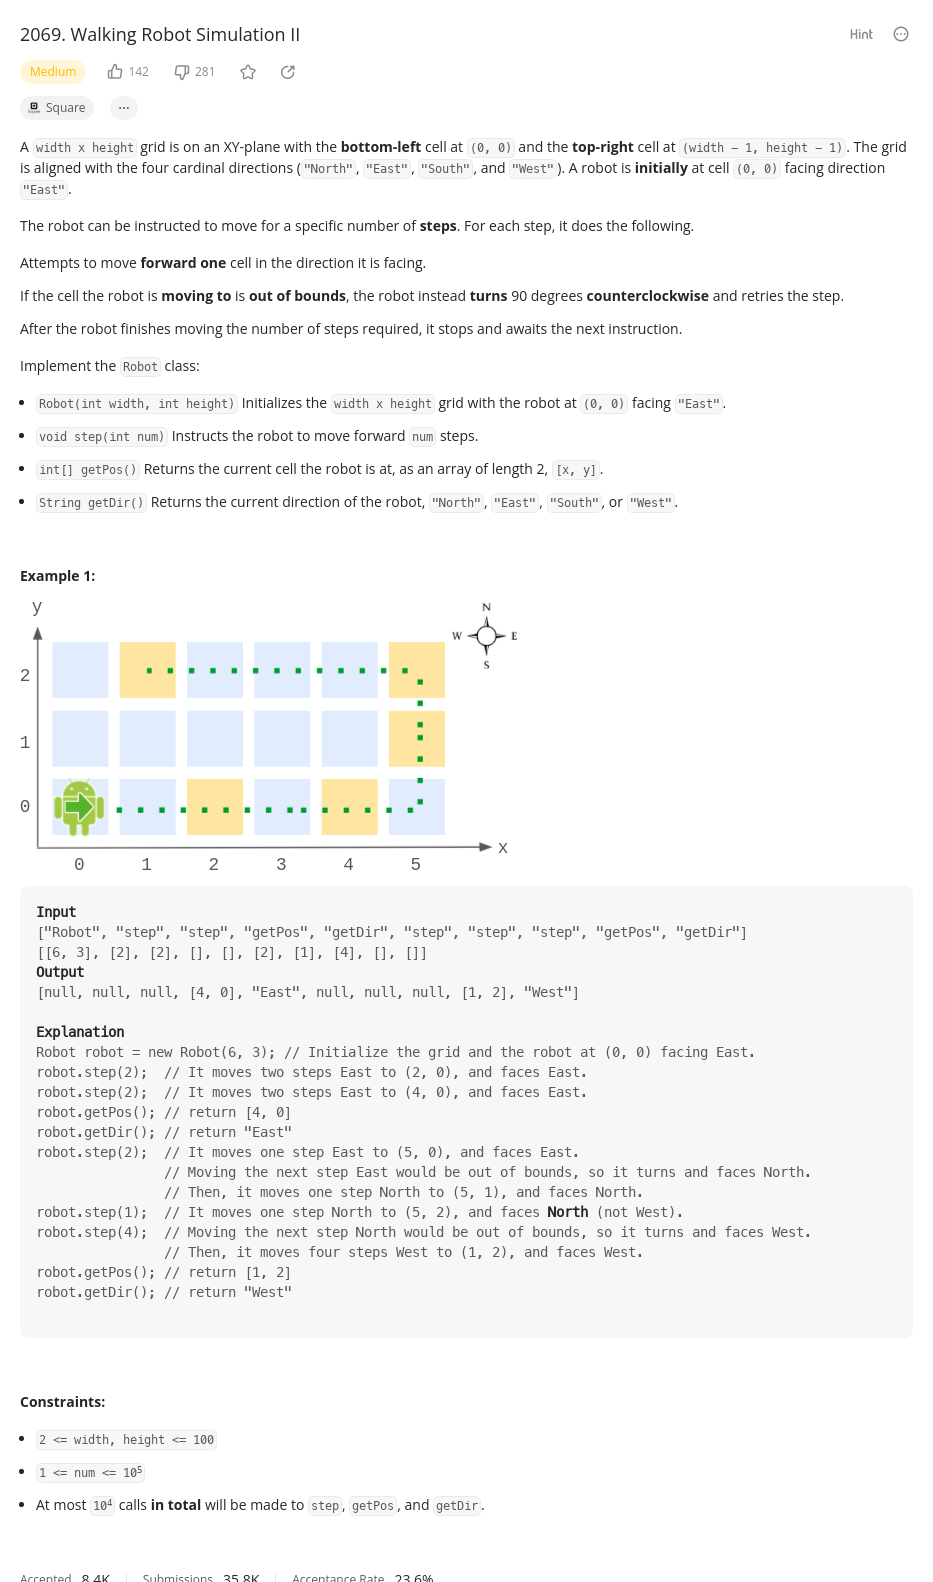 2069. Walking Robot Simulation II
Hint
Medium
142
281
Square
A width x height grid is on an XY-plane with the bottom-left cell at (0, 0) and the top-right cell at (width - 1, height - 1). The grid
is aligned with the four cardinal directions ("North", "East", "South", and "West"). A robot is initially at cell (0, 0) facing direction
"East".
The robot can be instructed to move for a specific number of steps. For each step, it does the following.
Attempts to move forward one cell in the direction it is facing.
If the cell the robot is moving to is out of bounds, the robot instead turns 90 degrees counterclockwise and retries the step.
After the robot finishes moving the number of steps required, it stops and awaits the next instruction.
Implement the Robot class:
• Robot(int width, int height) Initializes the width x height grid with the robot at (0, 0) facing "East".
• void step(int num) Instructs the robot to move forward num steps.
• int[] getPos() Returns the current cell the robot is at, as an array of length 2, [x, y].
• String getDir() Returns the current direction of the robot, "North", "East", "South", or "West".
Example 1:
y
N
W E
S
2
1
0
x
0 1 2 3 4 5
Input
["Robot", "step", "step", "getPos", "getDir", "step", "step", "step", "getPos", "getDir"]
[[6, 3], [2], [2], [], [], [2], [1], [4], [], []]
Output
[null, null, null, [4, 0], "East", null, null, null, [1, 2], "West"]
Explanation
Robot robot = new Robot(6, 3); // Initialize the grid and the robot at (0, 0) facing East.
robot.step(2);  // It moves two steps East to (2, 0), and faces East.
robot.step(2);  // It moves two steps East to (4, 0), and faces East.
robot.getPos(); // return [4, 0]
robot.getDir(); // return "East"
robot.step(2);  // It moves one step East to (5, 0), and faces East.
// Moving the next step East would be out of bounds, so it turns and faces North.
// Then, it moves one step North to (5, 1), and faces North.
robot.step(1);  // It moves one step North to (5, 2), and faces North (not West).
robot.step(4);  // Moving the next step North would be out of bounds, so it turns and faces West.
// Then, it moves four steps West to (1, 2), and faces West.
robot.getPos(); // return [1, 2]
robot.getDir(); // return "West"
Constraints:
• 2 <= width, height <= 100
• 1 <= num <= 10⁵
• At most 10⁴ calls in total will be made to step, getPos, and getDir.
Accepted 8.4K Submissions 35.8K Acceptance Rate 23.6%